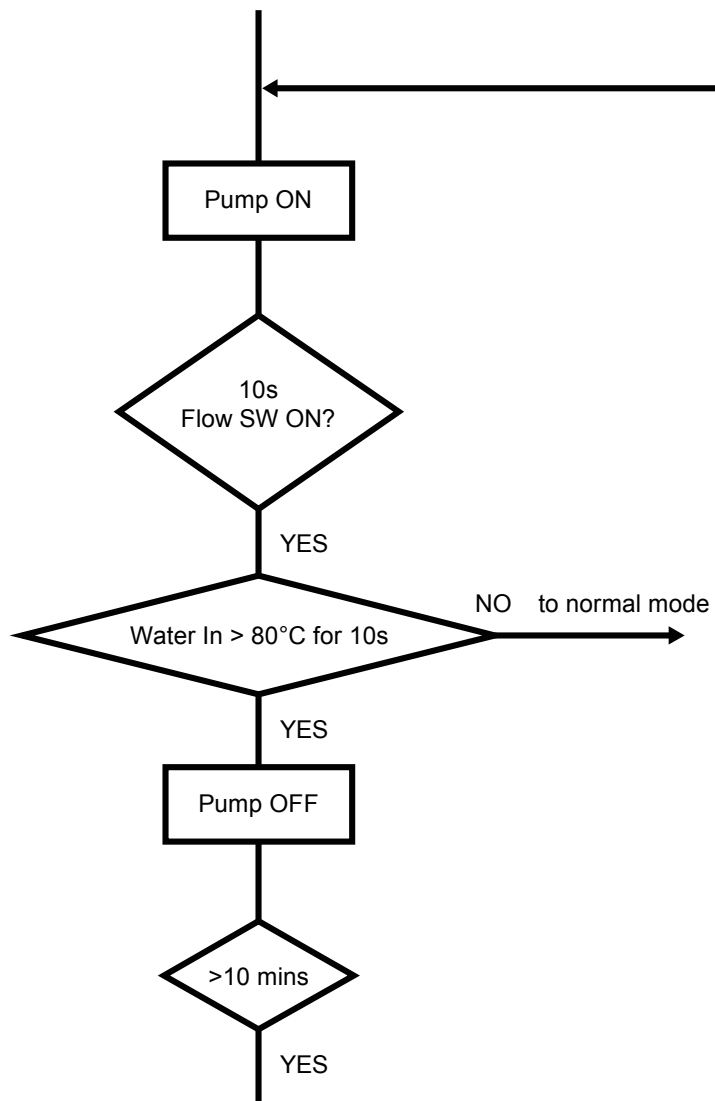 Pump ON
10s
Flow SW ON?
YES
NO to normal mode
Water In > 80°C for 10s
YES
Pump OFF
>10 mins
YES